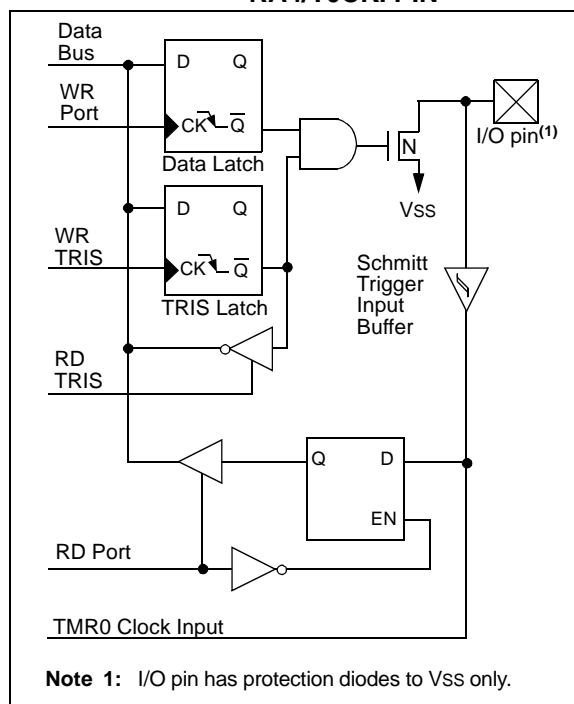 RA4/T0CKI PIN
Data
Bus
D Q
WR
Port
CK Q
Data Latch
N
I/O pin(1)
VSS
D Q
WR
TRIS
CK Q
TRIS Latch
Schmitt
Trigger
Input
Buffer
RD
TRIS
Q D
EN
RD Port
TMR0 Clock Input
Note 1: I/O pin has protection diodes to VSS only.